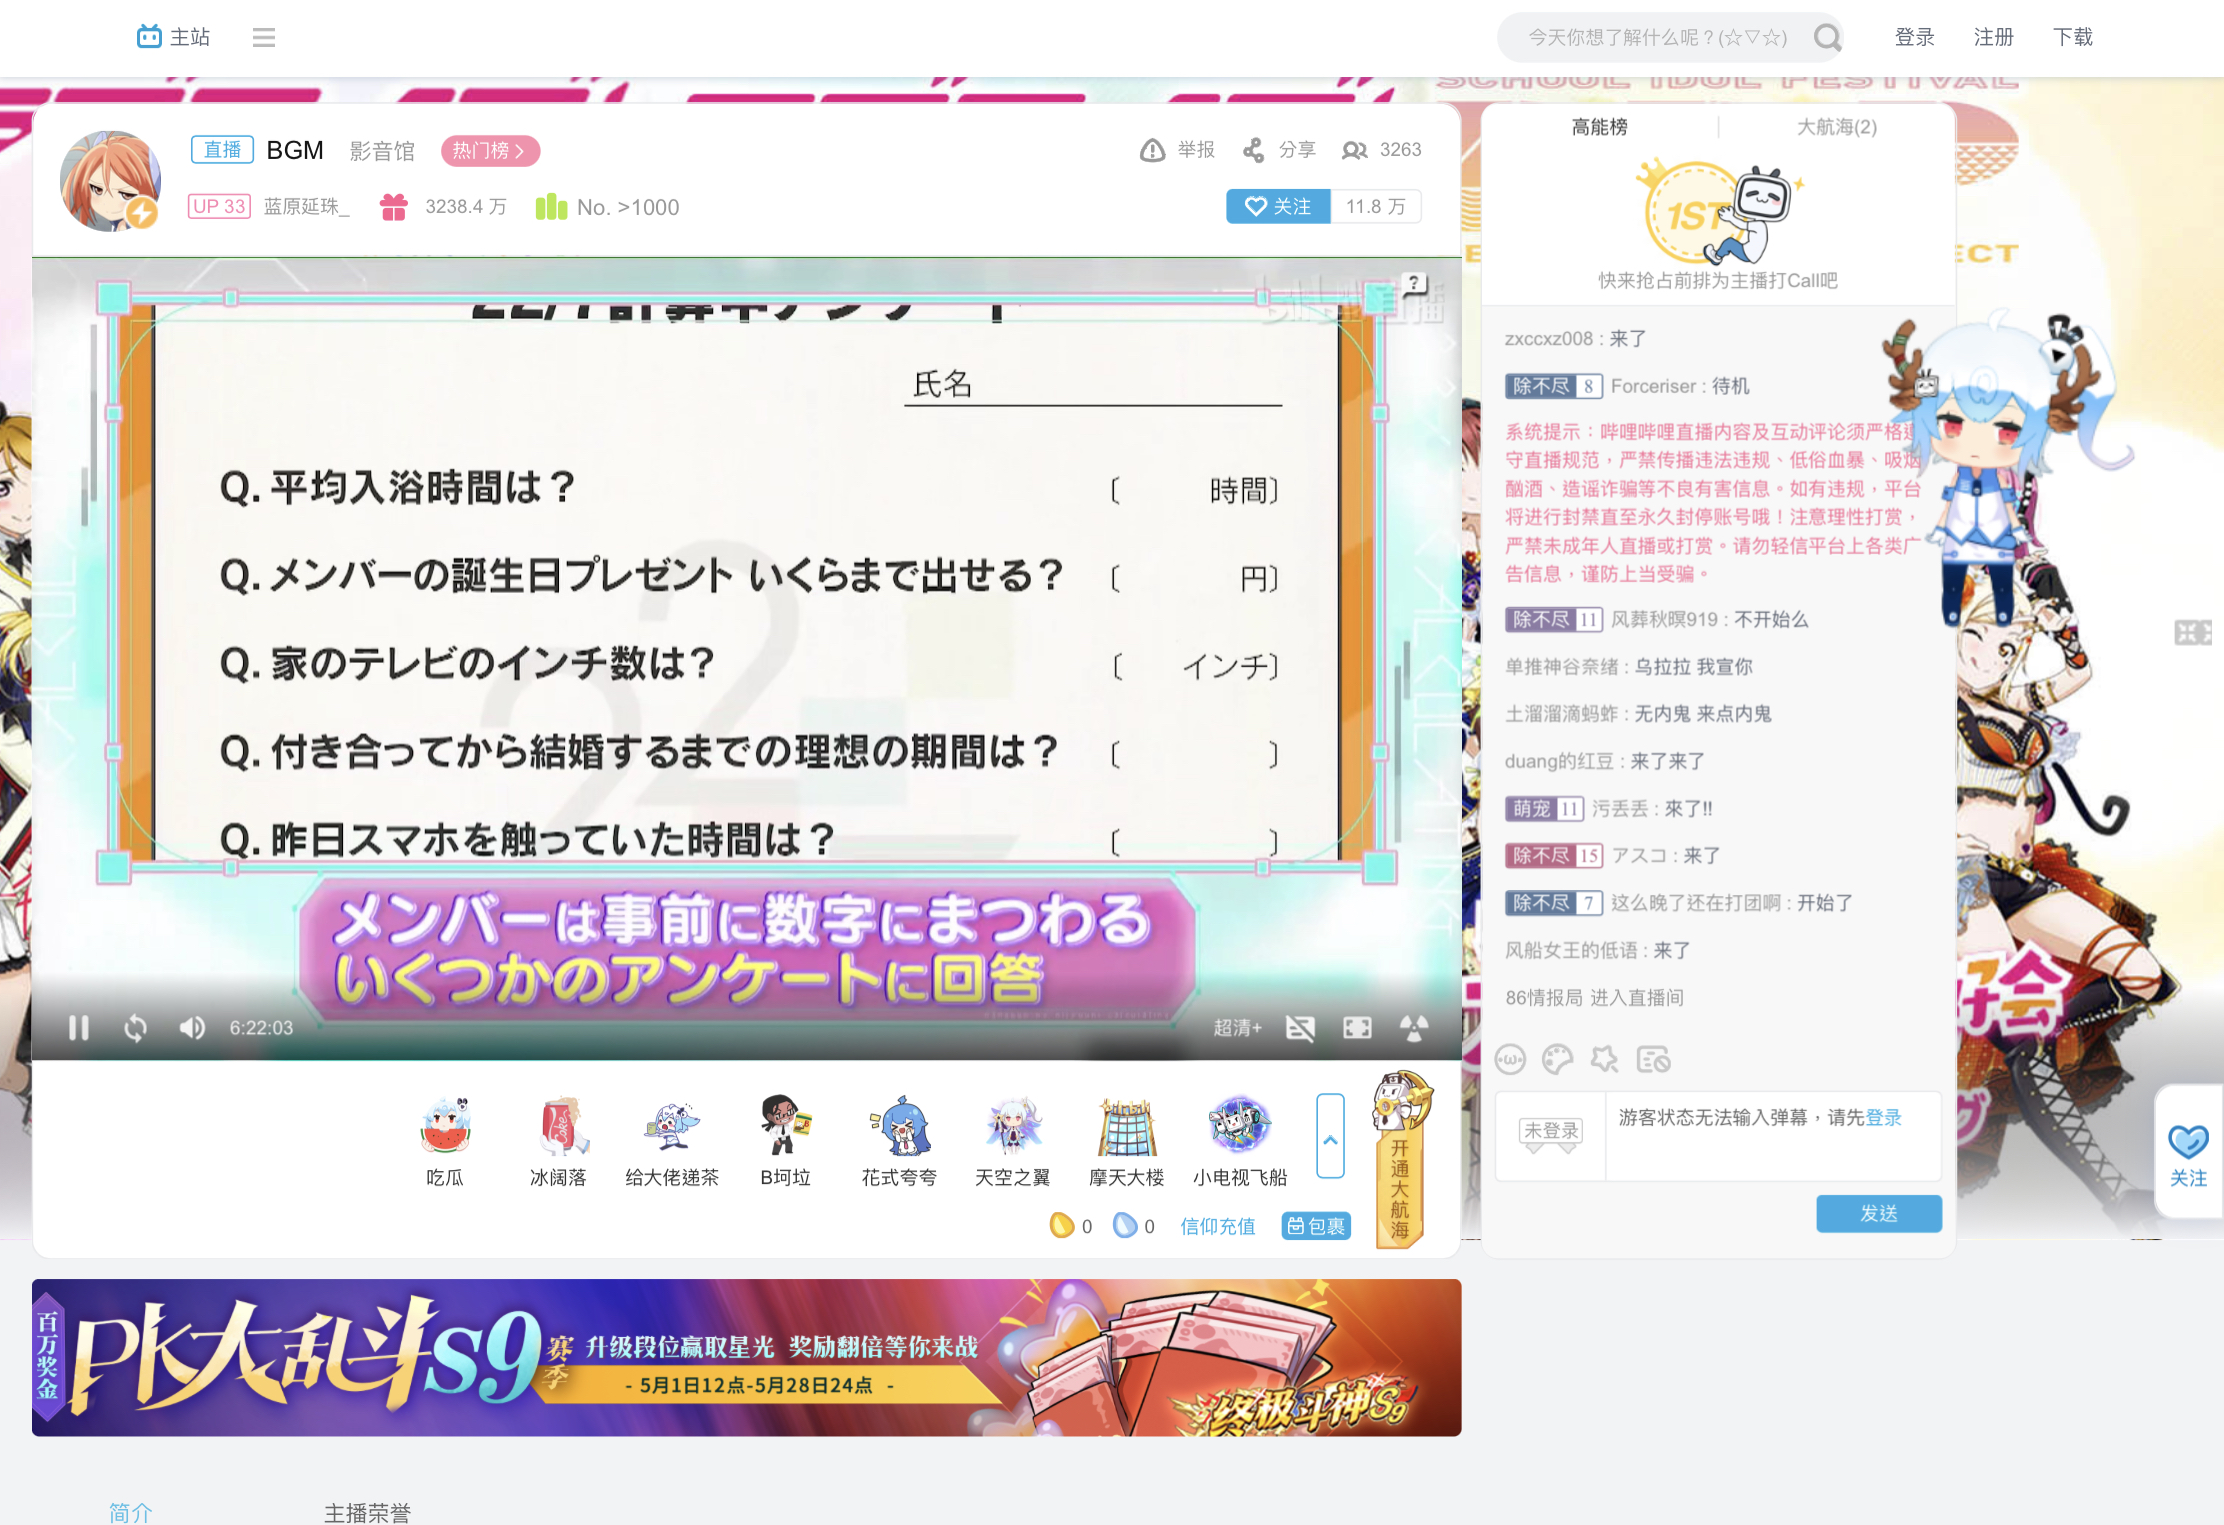 主站
今天你想了解什么呢？(☆▽☆)
登录
注册
下载
SCHOOL IDOL FESTIVAL
直播
BGM
影音馆
热门榜
举报
分享
3263
UP 33
蓝原延珠_
3238.4 万
No. >1000
关注
11.8 万
22/7計算中アンケート
氏名
Q. 平均入浴時間は？
〔 時間〕
Q. メンバーの誕生日プレゼント いくらまで出せる？
〔 円〕
Q. 家のテレビのインチ数は？
〔 インチ〕
Q. 付き合ってから結婚するまでの理想の期間は？
〔 〕
Q. 昨日スマホを触っていた時間は？
〔 〕
メンバーは事前に数字にまつわる
いくつかのアンケートに回答
6:22:03
超清+
吃瓜
冰阔落
给大佬递茶
B坷垃
花式夸夸
天空之翼
摩天大楼
小电视飞船
开通大航海
0
0
信仰充值
包裹
高能榜
大航海(2)
1ST
快来抢占前排为主播打Call吧
zxccxz008 : 来了
除不尽 8 Forceriser : 待机
系统提示：哔哩哔哩直播内容及互动评论须严格遵
守直播规范，严禁传播违法违规、低俗血暴、吸烟
酗酒、造谣诈骗等不良有害信息。如有违规，平台
将进行封禁直至永久封停账号哦！注意理性打赏，
严禁未成年人直播或打赏。请勿轻信平台上各类广
告信息，谨防上当受骗。
除不尽 11 风葬秋暝919 : 不开始么
单推神谷奈绪 : 乌拉拉 我宣你
土溜溜滴蚂蚱 : 无内鬼 来点内鬼
duang的红豆 : 来了来了
萌宠 11 污丢丢 : 來了!!
除不尽 15 アスコ : 来了
除不尽 7 这么晚了还在打团啊 : 开始了
风船女王的低语 : 来了
86情报局 进入直播间
未登录
游客状态无法输入弹幕，请先登录
发送
关注
百万奖金
PK大乱斗S9
赛季
升级段位赢取星光 奖励翻倍等你来战
- 5月1日12点-5月28日24点 -
终极斗神S9
简介
主播荣誉